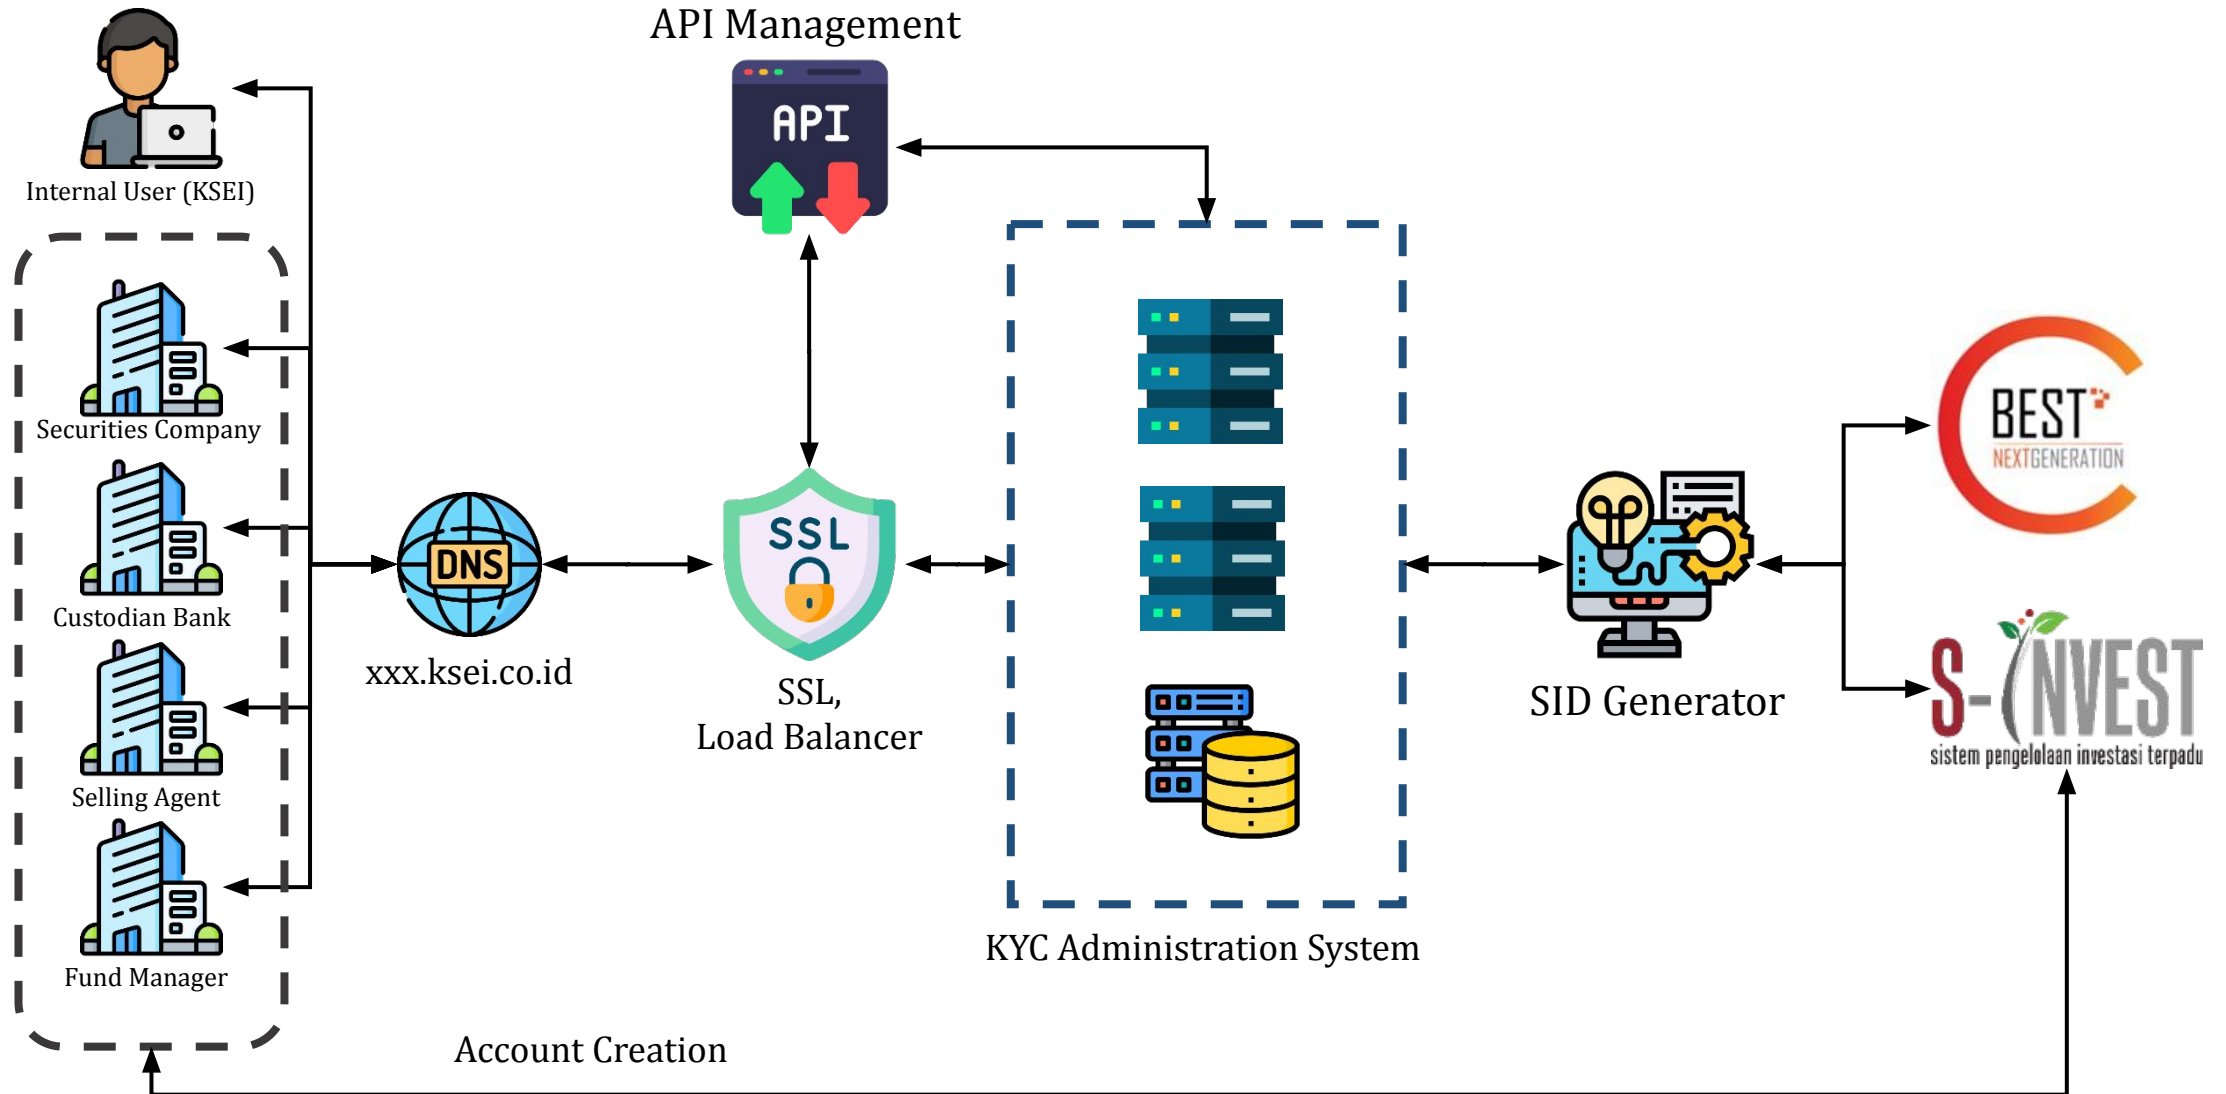 API Management
API
Internal User (KSEI)
Securities Company
Custodian Bank
Selling Agent
Fund Manager
DNS
xxx.ksei.co.id
SSL
SSL,
Load Balancer
KYC Administration System
SID Generator
C BEST
NEXTGENERATION
S-INVEST
sistem pengelolaan investasi terpadu
Account Creation